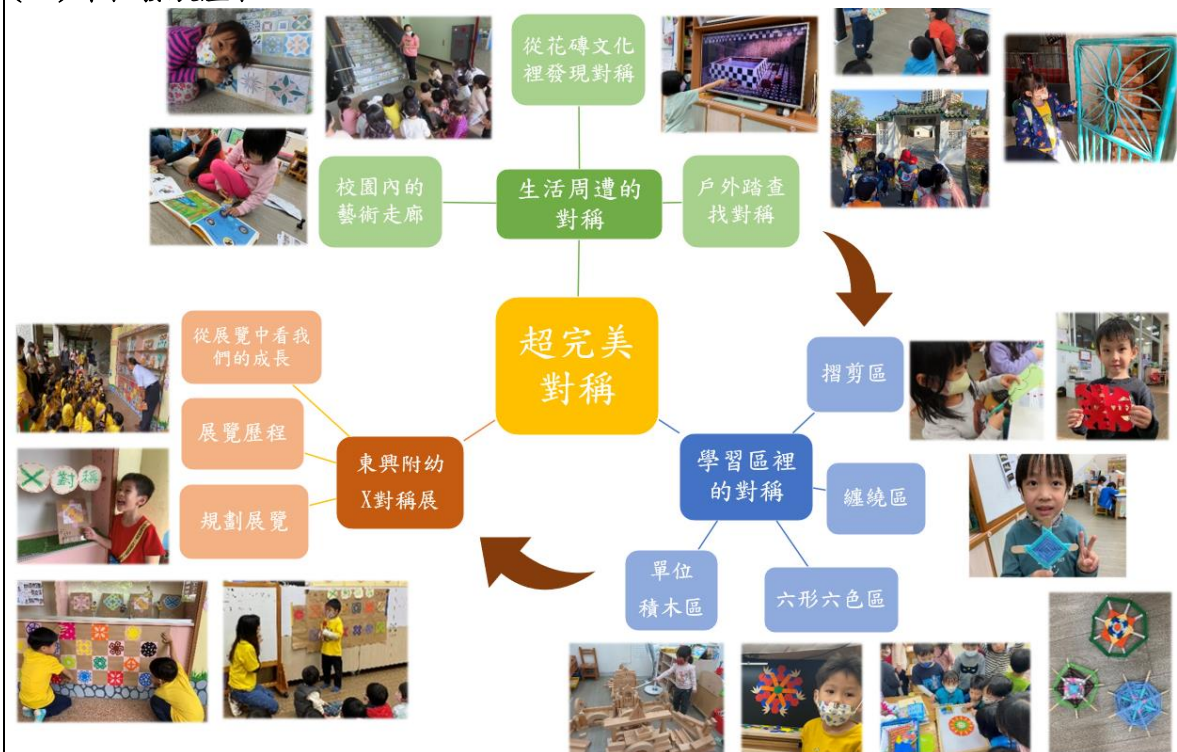 從花磚文化
裡發現對稱
校園內的
藝術走廊
生活周遭的
對稱
戶外踏查
找對稱
超完美
對稱
摺剪區
從展覽中看我
們的成長
展覽歷程
東興附幼
X對稱展
規劃展覽
學習區裡
的對稱
纏繞區
單位
積木區
六形六色區
X對稱